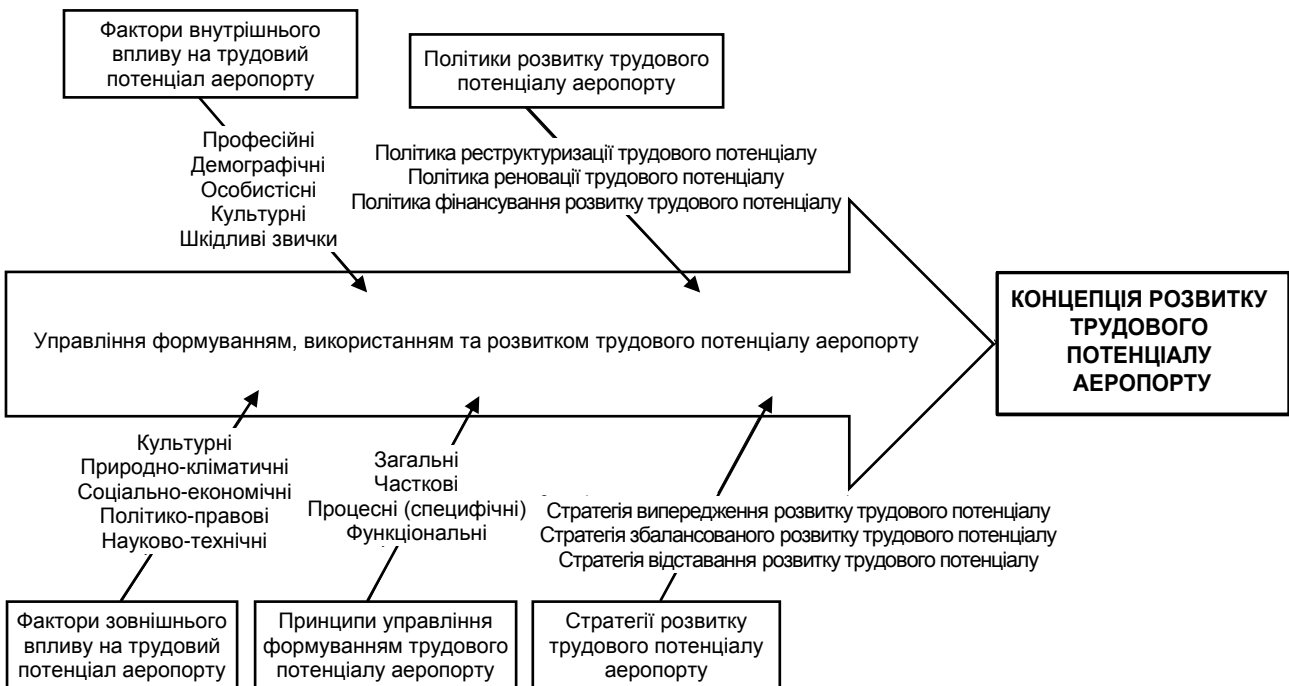 Фактори внутрішнього
впливу на трудовий
потенціал аеропорту
Політики розвитку трудового
потенціалу аеропорту
Професійні
Демографічні
Особистісні
Культурні
Шкідливі звички
Політика реструктуризації трудового потенціалу
Політика реновації трудового потенціалу
Політика фінансування розвитку трудового потенціалу
Управління формуванням, використанням та розвитком трудового потенціалу аеропорту
КОНЦЕПЦІЯ РОЗВИТКУ
ТРУДОВОГО
ПОТЕНЦІАЛУ
АЕРОПОРТУ
Культурні
Природно-кліматичні
Соціально-економічні
Політико-правові
Науково-технічні
Загальні
Часткові
Процесні (специфічні)
Функціональні
Стратегія випередження розвитку трудового потенціалу
Стратегія збалансованого розвитку трудового потенціалу
Стратегія відставання розвитку трудового потенціалу
Фактори зовнішнього
впливу на трудовий
потенціал аеропорту
Принципи управління
формуванням трудового
потенціалу аеропорту
Стратегії розвитку
трудового потенціалу
аеропорту